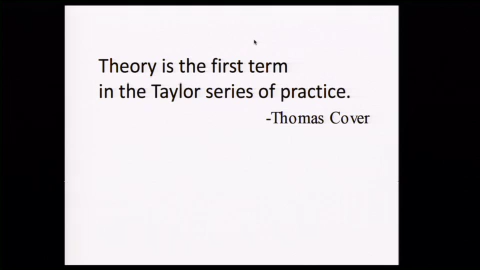 Theory is the first term
in the Taylor series of practice.
-Thomas Cover